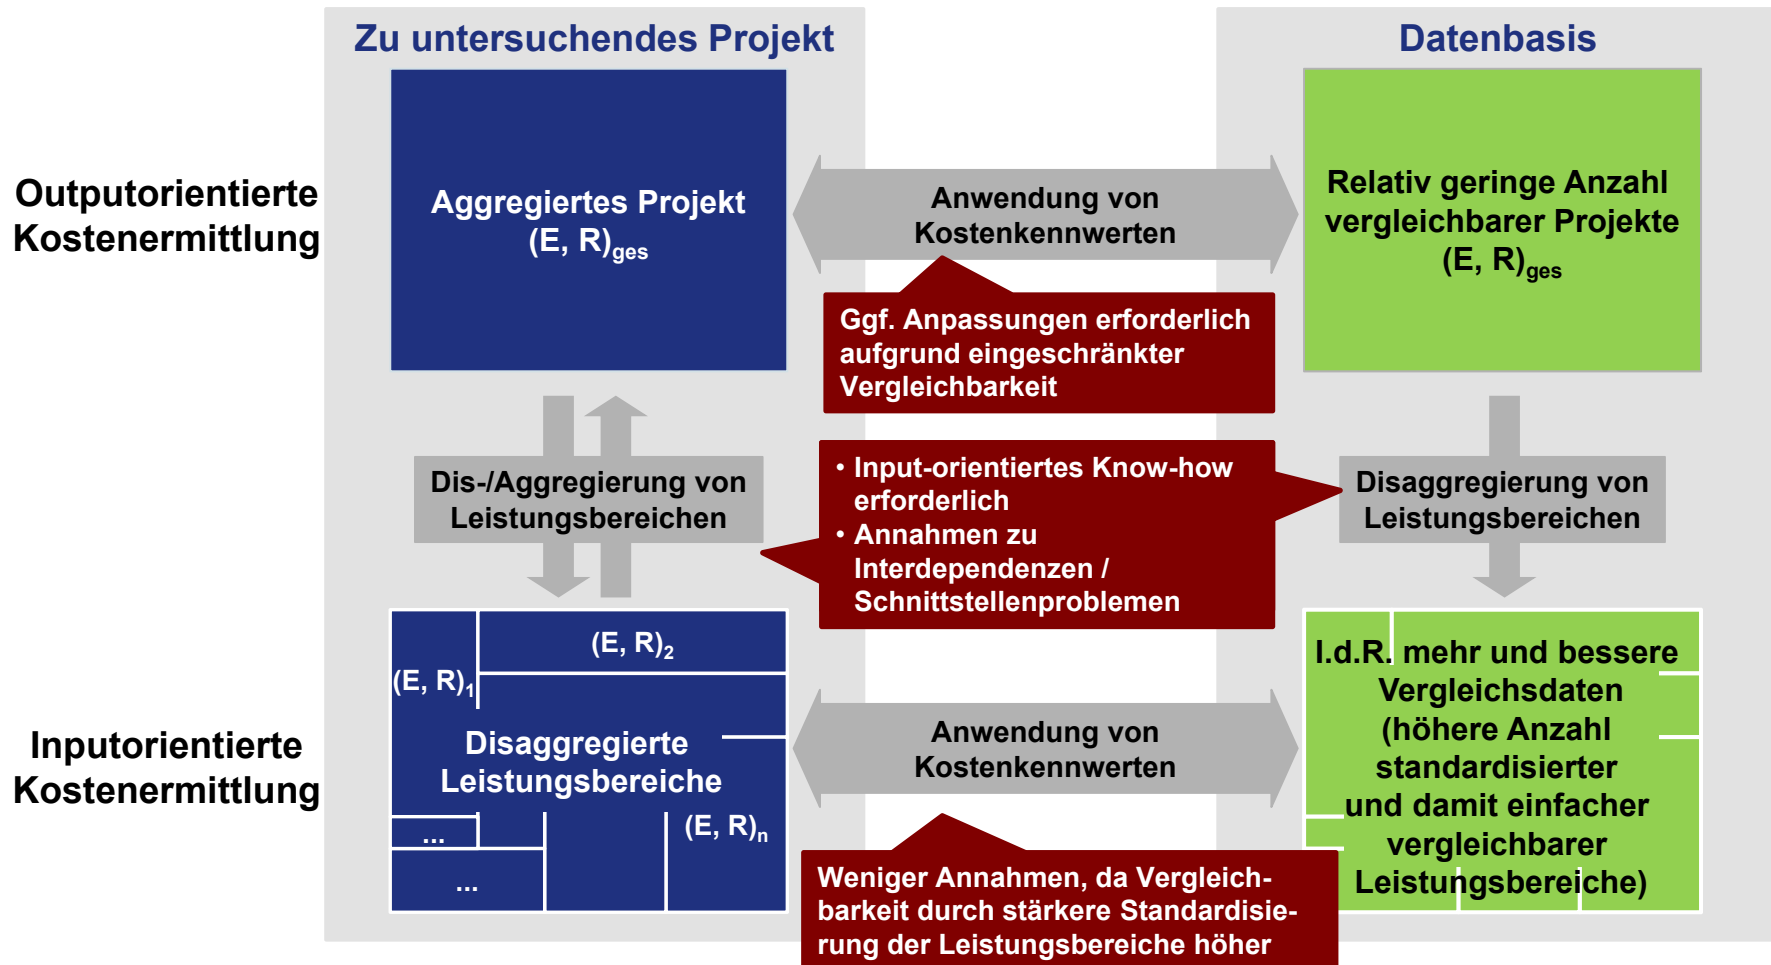 Zu untersuchendes Projekt
Datenbasis
Outputorientierte
Kostenermittlung
Aggregiertes Projekt
(E, R)ges
Anwendung von
Kostenkennwerten
Relativ geringe Anzahl
vergleichbarer Projekte
(E, R)ges
Ggf. Anpassungen erforderlich
aufgrund eingeschränkter
Vergleichbarkeit
Dis-/Aggregierung von
Leistungsbereichen
• Input-orientiertes Know-how
erforderlich
• Annahmen zu
Interdependenzen /
Schnittstellenproblemen
Disaggregierung von
Leistungsbereichen
Inputorientierte
Kostenermittlung
(E, R)1
(E, R)2
Disaggregierte
Leistungsbereiche
(E, R)n
...
...
Anwendung von
Kostenkennwerten
I.d.R. mehr und bessere
Vergleichsdaten
(höhere Anzahl
standardisierter
und damit einfacher
vergleichbarer
Leistungsbereiche)
Weniger Annahmen, da Vergleich-
barkeit durch stärkere Standardisie-
rung der Leistungsbereiche höher